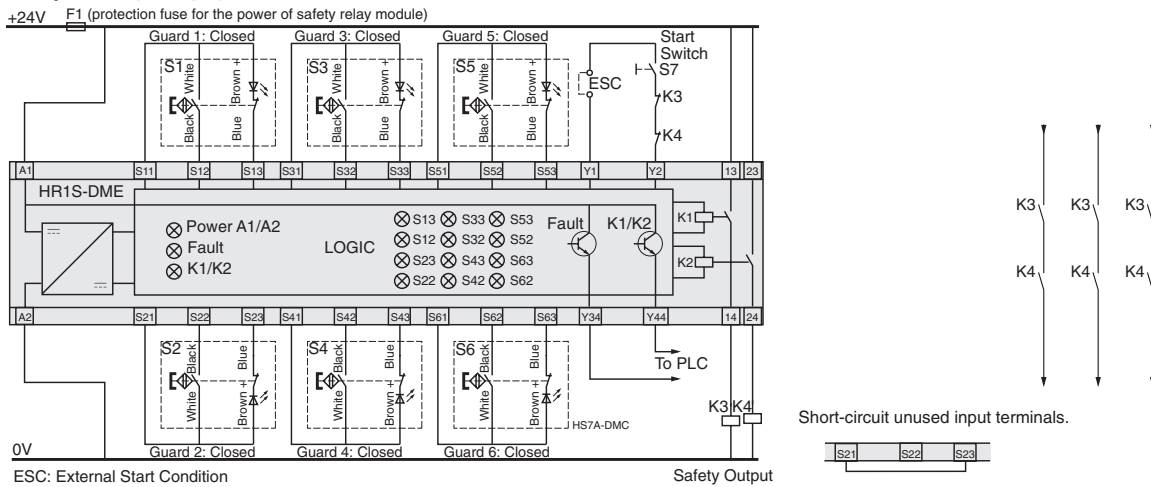 +24V F1 (protection fuse for the power of safety relay module)
Guard 1: Closed Guard 3: Closed Guard 5: Closed Start
Switch
S1 White Brown + S3 White Brown + S5 White Brown + ESC S7
K3
Black Blue Black Blue Black Blue K4
A1 S11 S12 S13 S31 S32 S33 S51 S52 S53 Y1 Y2 13 23
HR1S-DME
Power A1/A2 S13 S33 S53 Fault K1/K2 K1
Fault LOGIC S12 S32 S52
K1/K2 S23 S43 S63 K2
S22 S42 S62
A2 S21 S22 S23 S41 S42 S43 S61 S62 S63 Y34 Y44 14 24
S2 Black Blue S4 Black Blue S6 Black Blue To PLC
White Brown + White Brown + White Brown + K3 K4
HS7A-DMC
0V Guard 2: Closed Guard 4: Closed Guard 6: Closed
ESC: External Start Condition Safety Output
K3 K3 K3
K4 K4 K4
Short-circuit unused input terminals.
S21 S22 S23